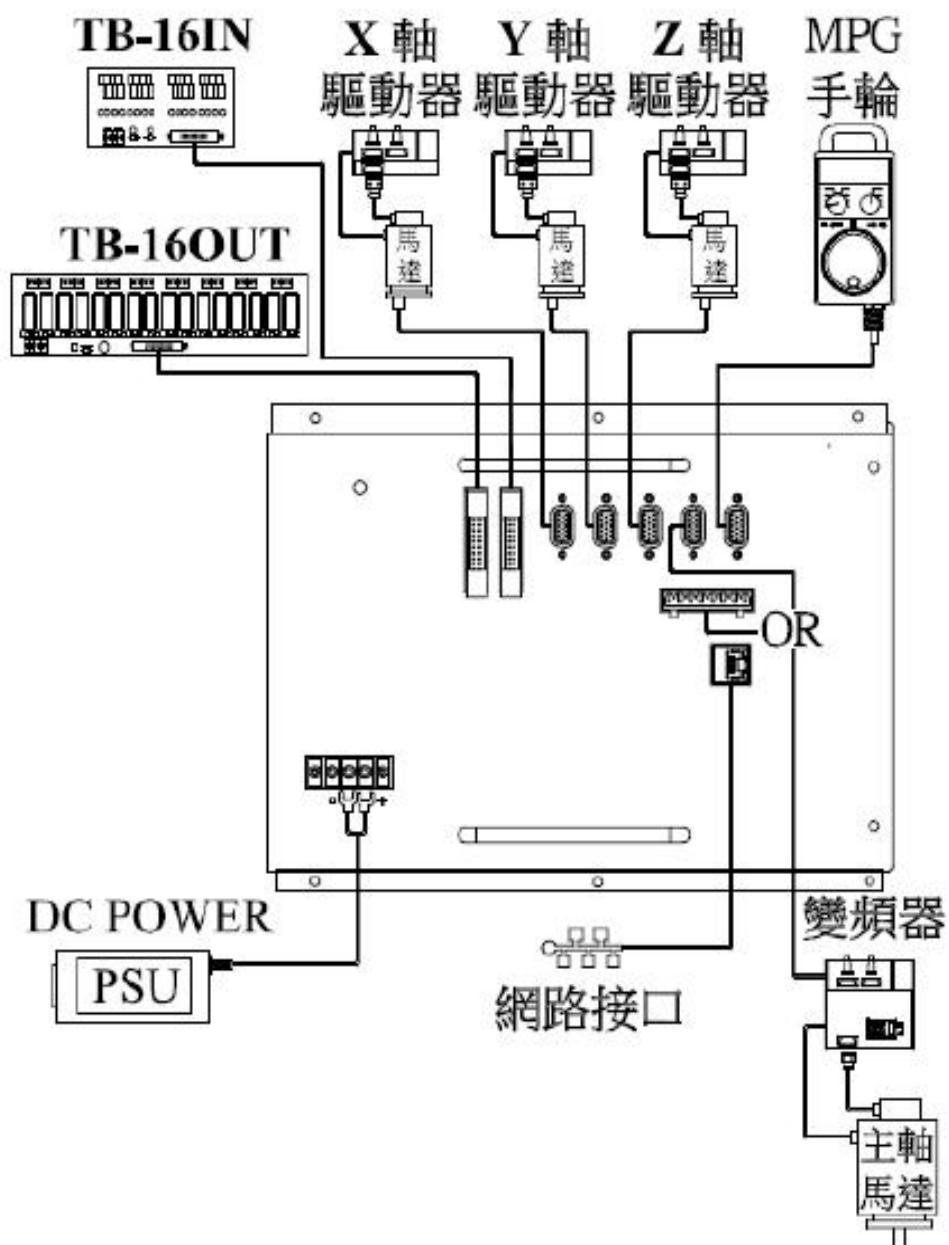 TB-16IN
X 軸
驅動器
Y 軸
驅動器
Z 軸
驅動器
MPG
手輪
TB-16OUT
馬達
馬達
馬達
OR
DC POWER
PSU
網路接口
變頻器
主軸
馬達